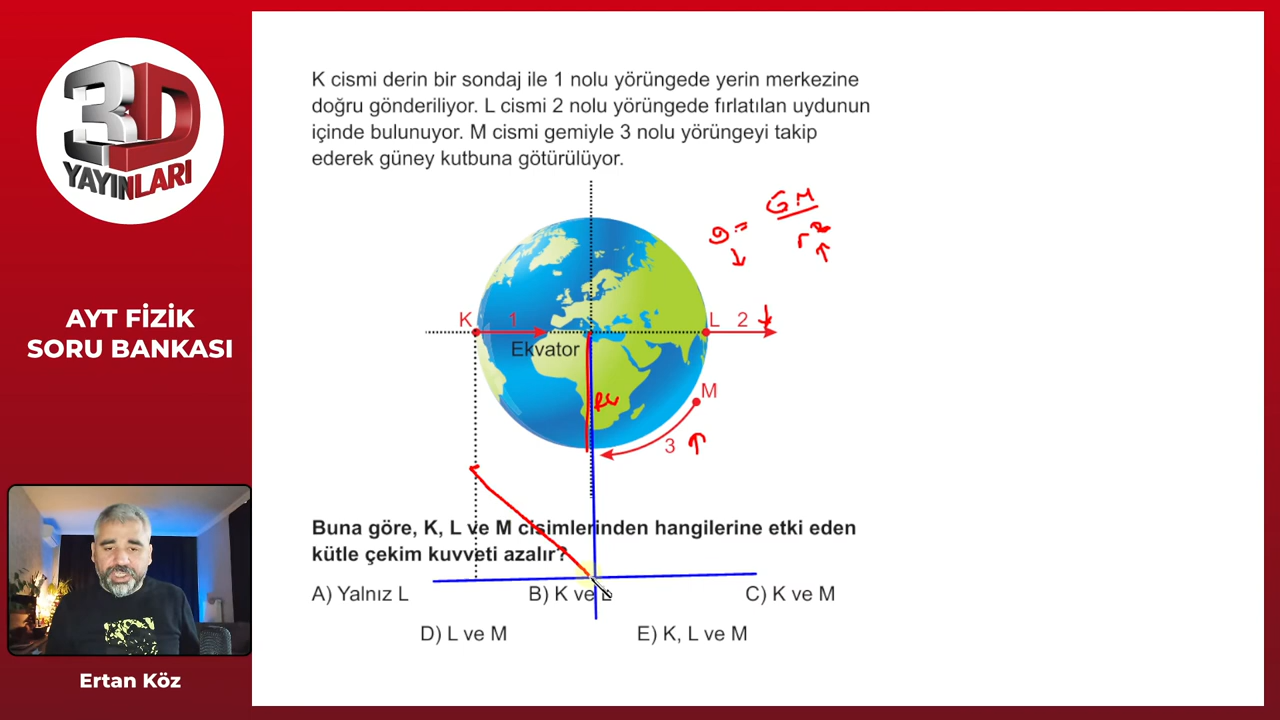 3D
YAYINLARI
AYT FİZİK
SORU BANKASI
Ertan Köz
K cismi derin bir sondaj ile 1 nolu yörüngede yerin merkezine
doğru gönderiliyor. L cismi 2 nolu yörüngede fırlatılan uydunun
içinde bulunuyor. M cismi gemiyle 3 nolu yörüngeyi takip
ederek güney kutbuna götürülüyor.
g = GM
r²
K 1 L 2
Ekvator
M
3
Buna göre, K, L ve M cisimlerinden hangilerine etki eden
kütle çekim kuvveti azalır?
A) Yalnız L B) K ve L C) K ve M
D) L ve M E) K, L ve M